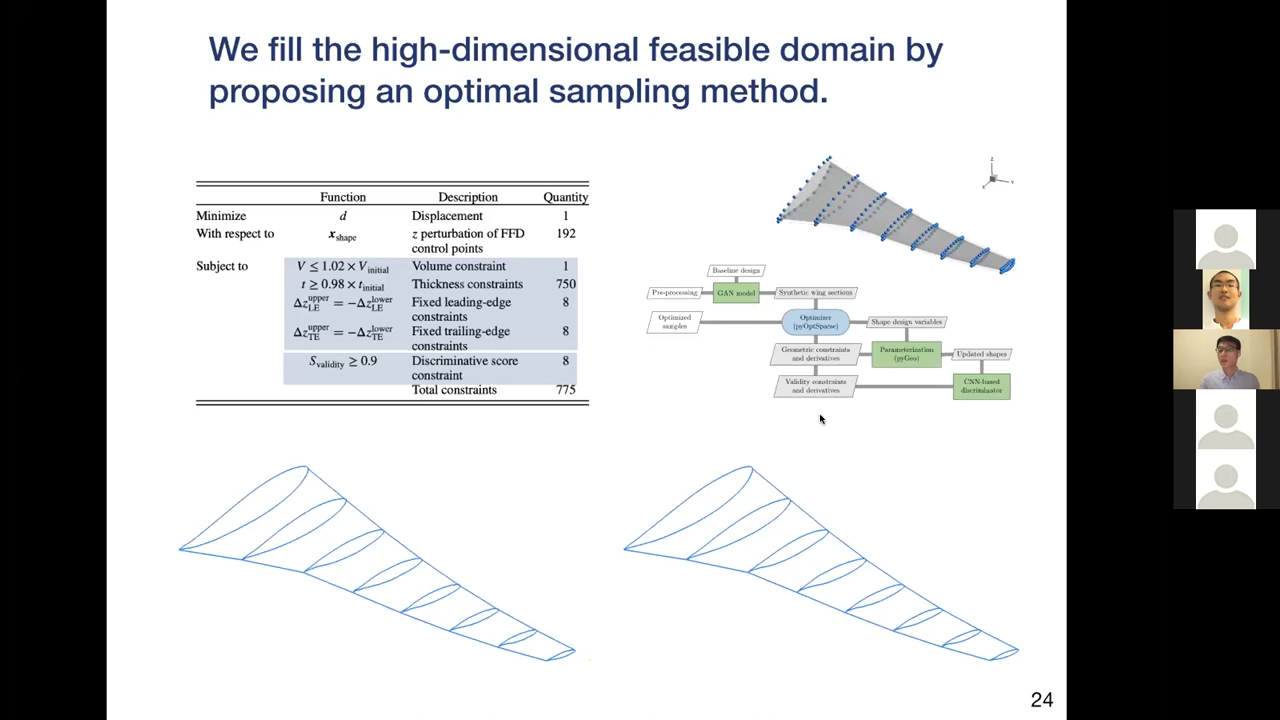 We fill the high-dimensional feasible domain by
proposing an optimal sampling method.
Function Description Quantity
Minimize d Displacement 1
With respect to x_shape z perturbation of FFD 192
control points
Subject to V ≤ 1.02 × V_initial Volume constraint 1
t ≥ 0.98 × t_initial Thickness constraints 750
Δz_LE^upper = −Δz_LE^lower Fixed leading-edge 8
constraints
Δz_TE^upper = −Δz_TE^lower Fixed trailing-edge 8
constraints
S_validity ≥ 0.9 Discriminative score 8
constraint
Total constraints 775
Z
Y
X
Baseline design
Pre-processing
GAN model
Synthetic wing sections
Optimized
samples
Optimizer
(pyOptSparse)
Shape design variables
Geometric constraints
and derivatives
Parameterization
(pyGeo)
Updated shapes
Validity constraints
and derivatives
CNN-based
discriminator
24